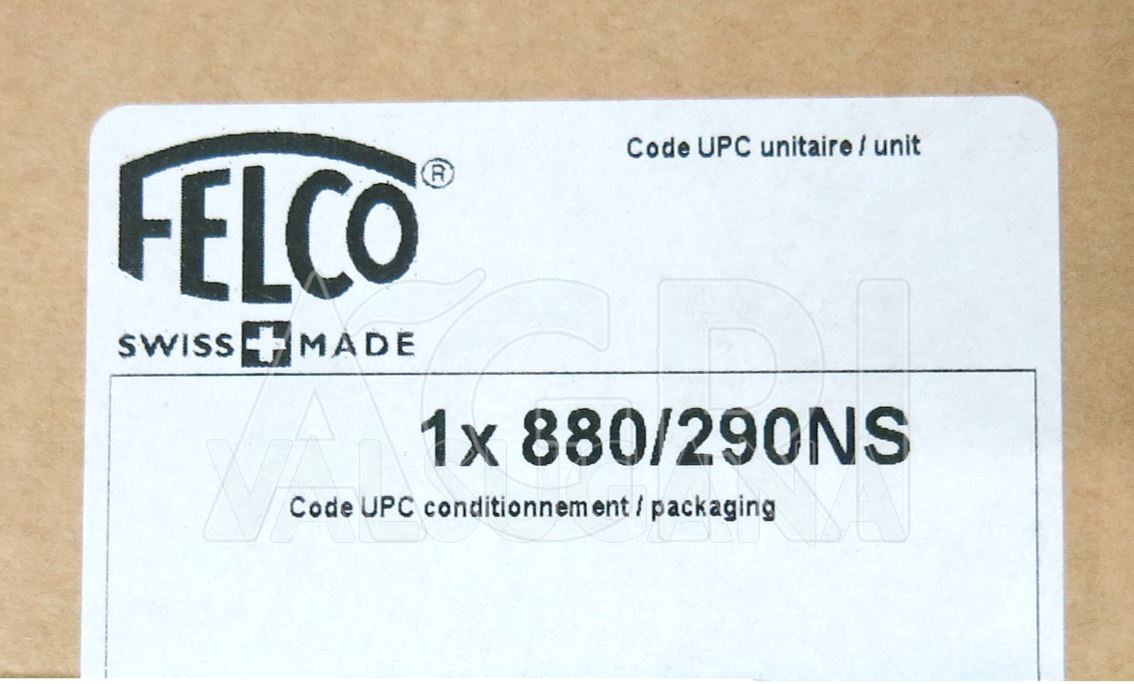 FELCO®
SWISS MADE
Code UPC unitaire / unit
1x 880/290NS
Code UPC conditionnement / packaging
AGRI
VALSUGANA